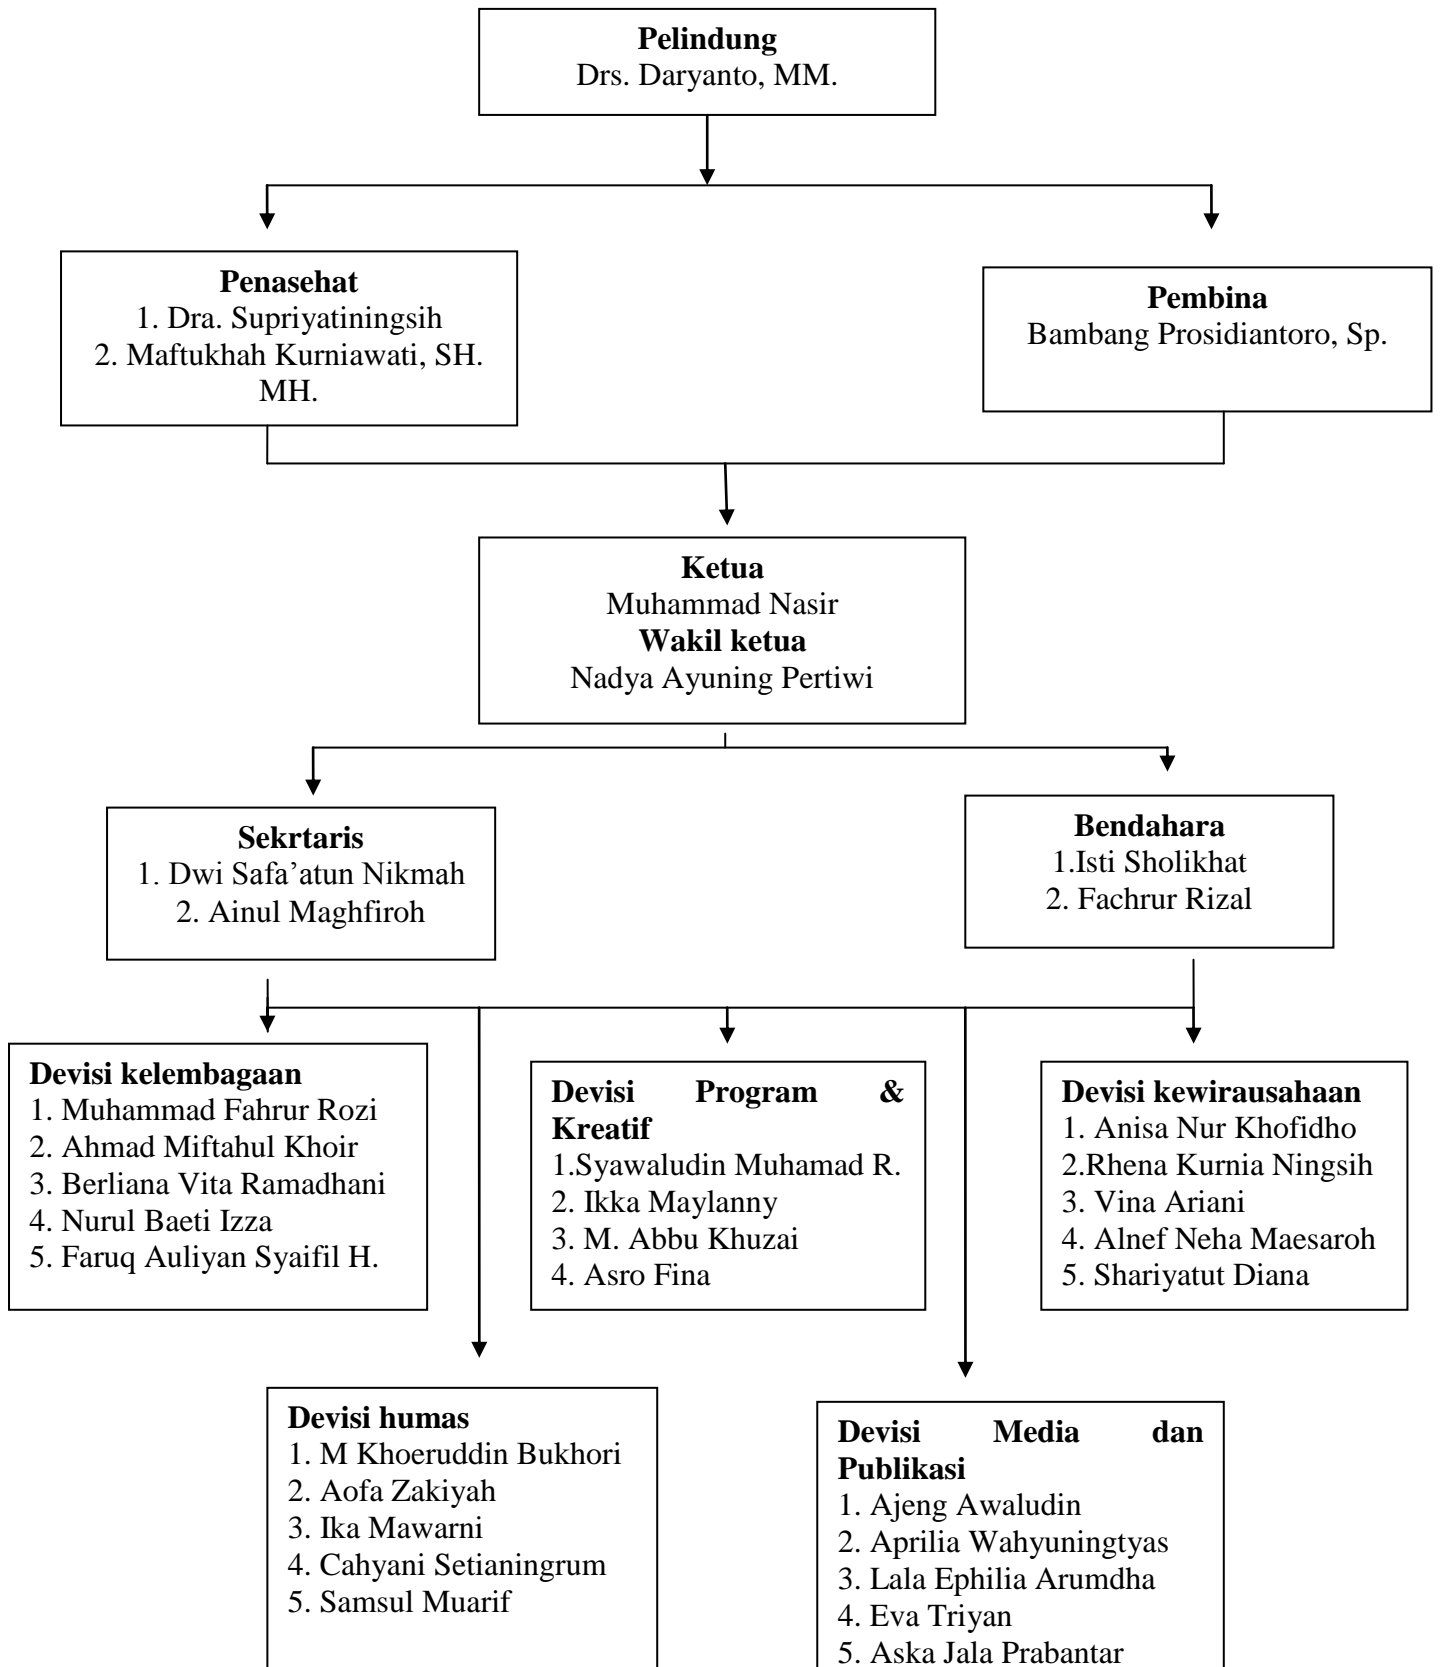 Pelindung
Drs. Daryanto, MM.
Penasehat
1. Dra. Supriyatiningsih
2. Maftukhah Kurniawati, SH.
MH.
Pembina
Bambang Prosidiantoro, Sp.
Ketua
Muhammad Nasir
Wakil ketua
Nadya Ayuning Pertiwi
Sekrtaris
1. Dwi Safa’atun Nikmah
2. Ainul Maghfiroh
Bendahara
1.Isti Sholikhat
2. Fachrur Rizal
Devisi kelembagaan
1. Muhammad Fahrur Rozi
2. Ahmad Miftahul Khoir
3. Berliana Vita Ramadhani
4. Nurul Baeti Izza
5. Faruq Auliyan Syaifil H.
Devisi Program &
Kreatif
1.Syawaludin Muhamad R.
2. Ikka Maylanny
3. M. Abbu Khuzai
4. Asro Fina
Devisi kewirausahaan
1. Anisa Nur Khofidho
2.Rhena Kurnia Ningsih
3. Vina Ariani
4. Alnef Neha Maesaroh
5. Shariyatut Diana
Devisi humas
1. M Khoeruddin Bukhori
2. Aofa Zakiyah
3. Ika Mawarni
4. Cahyani Setianingrum
5. Samsul Muarif
Devisi Media dan
Publikasi
1. Ajeng Awaludin
2. Aprilia Wahyuningtyas
3. Lala Ephilia Arumdha
4. Eva Triyan
5. Aska Jala Prabantar